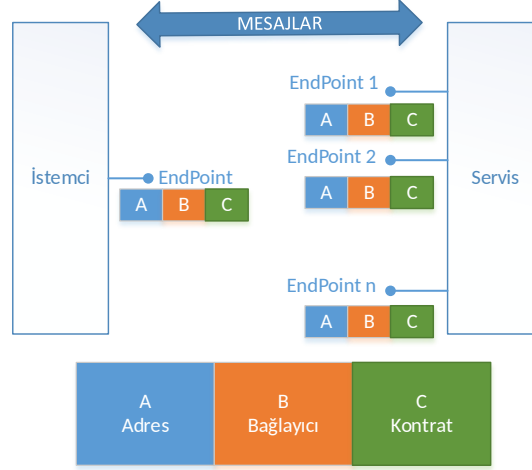 MESAJLAR
EndPoint 1
A B C
EndPoint 2
İstemci
EndPoint
Servis
A B C
A B C
EndPoint n
A B C
A
Adres
B
Bağlayıcı
C
Kontrat